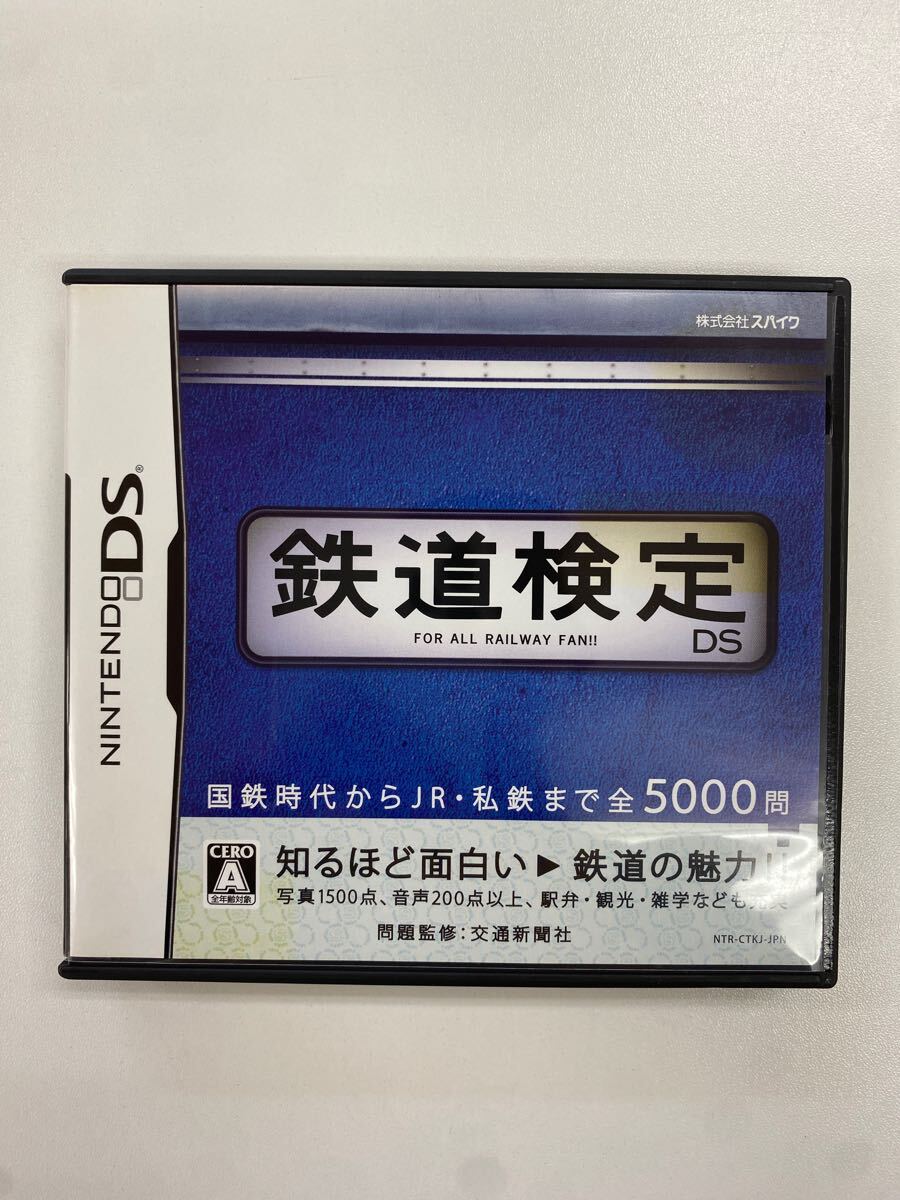 NINTENDO DS®
株式会社スパイク
鉄道検定
DS
FOR ALL RAILWAY FAN!!
国鉄時代からJR・私鉄まで全5000問
CERO
A
全年齢対象
知るほど面白い▶鉄道の魅力!!
写真1500点、音声200点以上、駅弁・観光・雑学なども充実
問題監修:交通新聞社
NTR-CTKJ-JPN